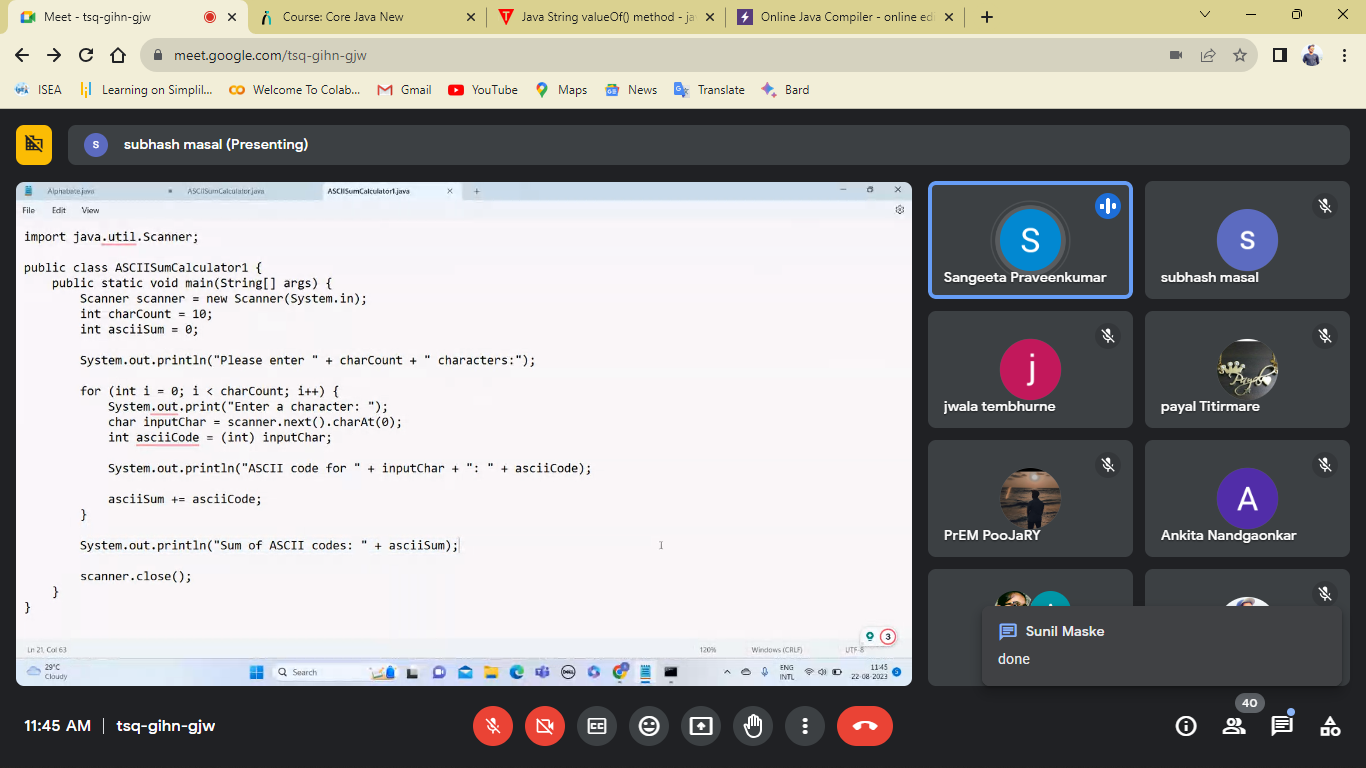 Meet - tsq-gihn-gjw
Course: Core Java New
Java String valueOf() method - ja
Online Java Compiler - online edi
meet.google.com/tsq-gihn-gjw
ISEA
Learning on Simplil...
Welcome To Colab...
Gmail
YouTube
Maps
News
Translate
Bard
S
subhash masal (Presenting)
Alphabate.java
ASCIISumCalculator.java
ASCIISumCalculator1.java
File Edit View
import java.util.Scanner;
public class ASCIISumCalculator1 {
public static void main(String[] args) {
Scanner scanner = new Scanner(System.in);
int charCount = 10;
int asciiSum = 0;
System.out.println("Please enter " + charCount + " characters:");
for (int i = 0; i < charCount; i++) {
System.out.print("Enter a character: ");
char inputChar = scanner.next().charAt(0);
int asciiCode = (int) inputChar;
System.out.println("ASCII code for " + inputChar + ": " + asciiCode);
asciiSum += asciiCode;
}
System.out.println("Sum of ASCII codes: " + asciiSum);
scanner.close();
}
}
3
Ln 21, Col 63
120%
Windows (CRLF)
UTF-8
29°C
Cloudy
Search
DELL
ENG
INTL
11:45
22-08-2023
S
Sangeeta Praveenkumar
s
subhash masal
j
jwala tembhurne
Payal
payal Titirmare
PrEM PooJaRY
A
Ankita Nandgaonkar
Sunil Maske
done
11:45 AM
tsq-gihn-gjw
40